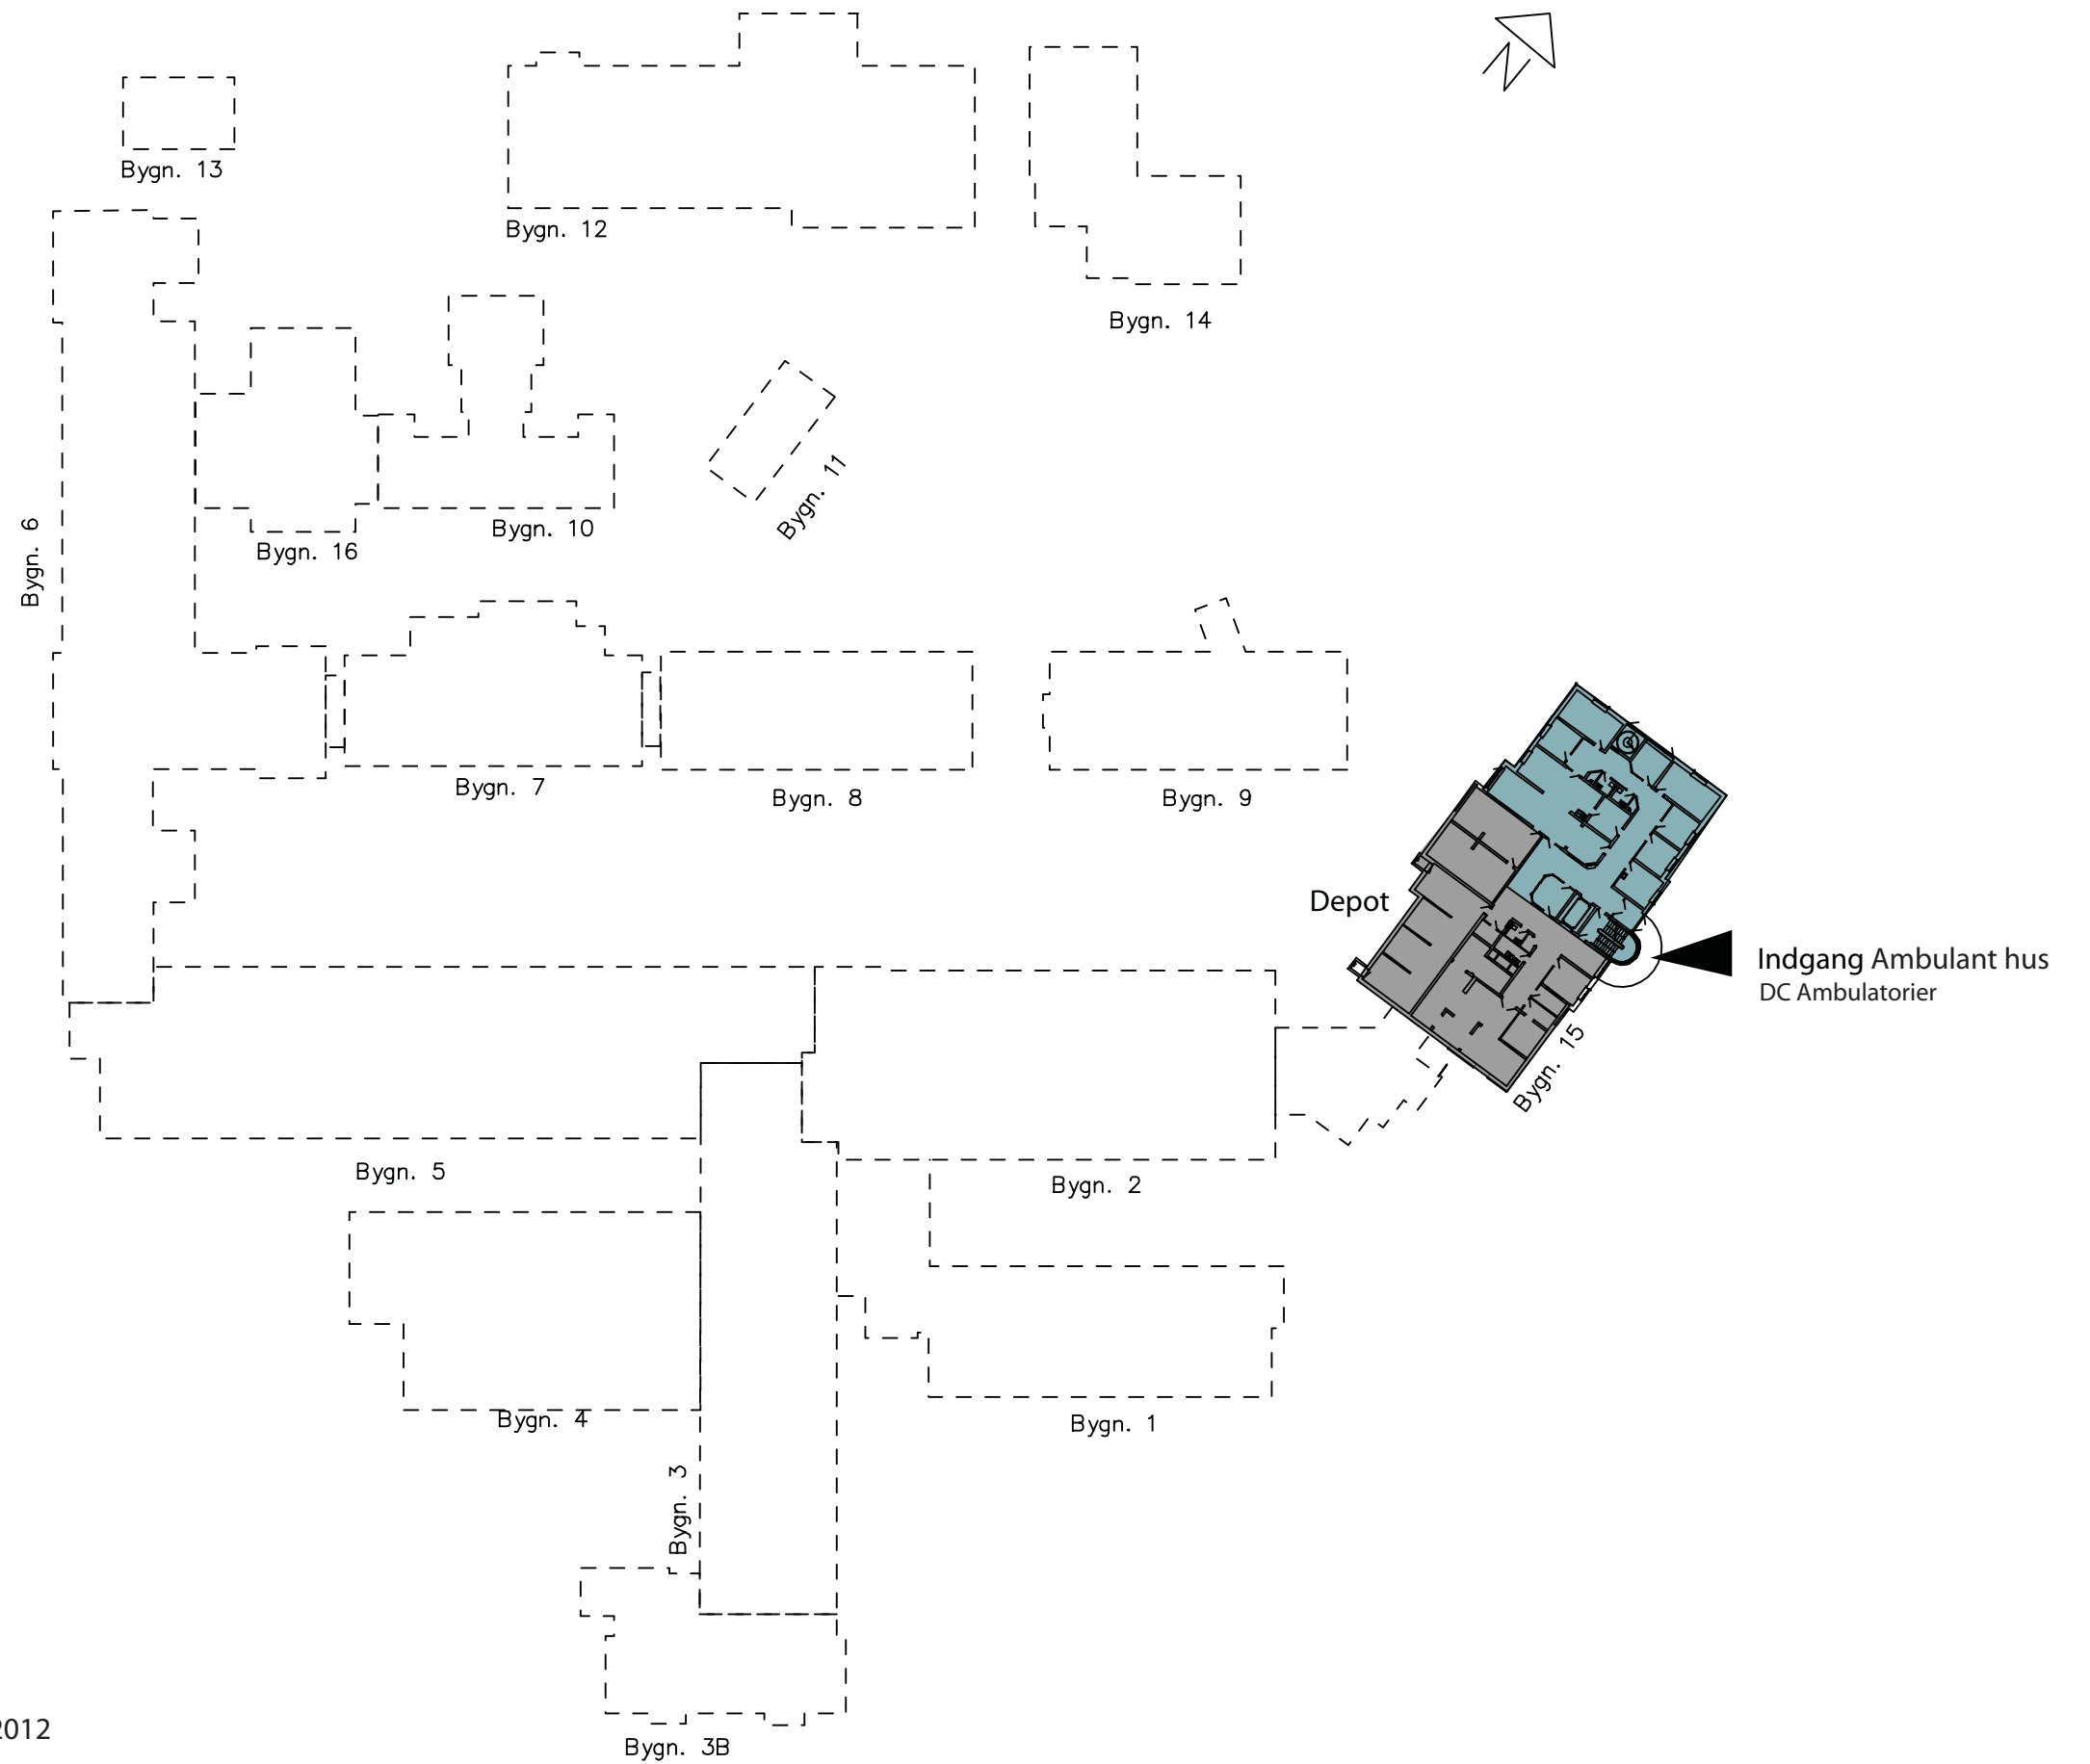 N
Bygn. 13
Bygn. 12
Bygn. 14
Bygn. 11
Bygn. 6
Bygn. 10
Bygn. 16
Bygn. 7
Bygn. 8
Bygn. 9
Depot
Indgang Ambulant hus
DC Ambulatorier
Bygn. 15
Bygn. 5
Bygn. 2
Bygn. 4
Bygn. 1
Bygn. 3
2012
Bygn. 3B